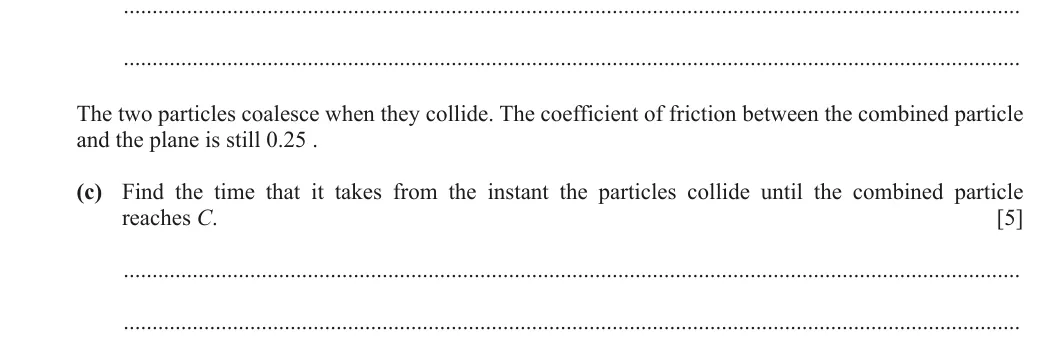 The two particles coalesce when they collide. The coefficient of friction between the combined particle
and the plane is still 0.25 .
(c) Find the time that it takes from the instant the particles collide until the combined particle
reaches C. [5]